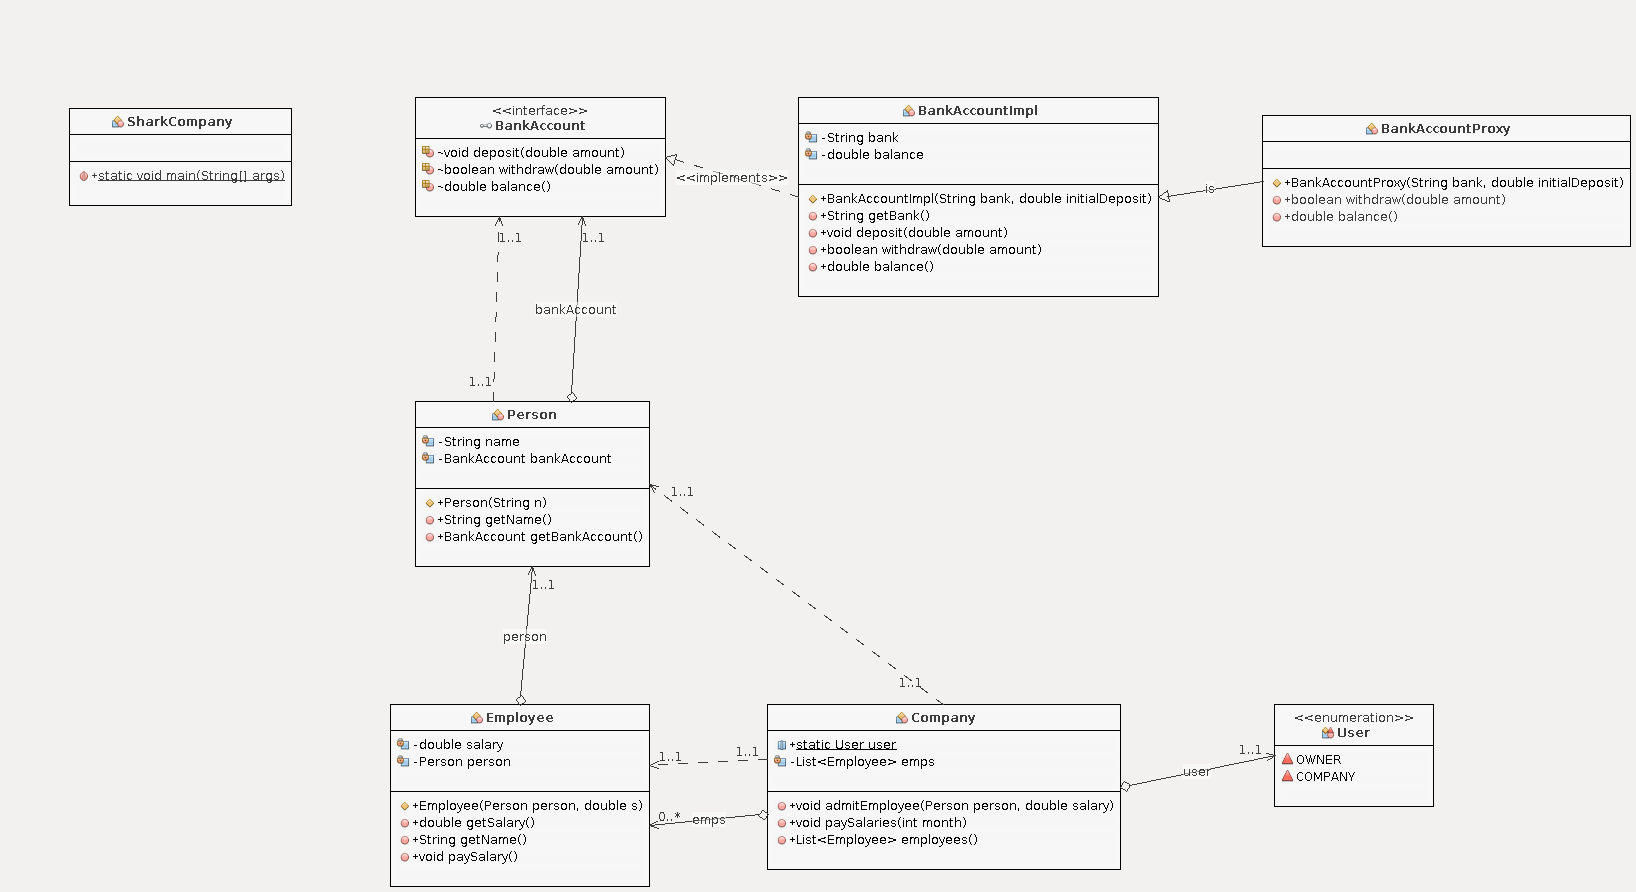 SharkCompany
+static void main(String[] args)
<<interface>>
BankAccount
~void deposit(double amount)
~boolean withdraw(double amount)
~double balance()
<<implements>>
BankAccountImpl
-String bank
-double balance
+BankAccountImpl(String bank, double initialDeposit)
+String getBank()
+void deposit(double amount)
+boolean withdraw(double amount)
+double balance()
is
BankAccountProxy
+BankAccountProxy(String bank, double initialDeposit)
+boolean withdraw(double amount)
+double balance()
1..1
1..1
bankAccount
1..1
Person
-String name
-BankAccount bankAccount
+Person(String n)
+String getName()
+BankAccount getBankAccount()
1..1
1..1
person
1..1
Employee
-double salary
-Person person
+Employee(Person person, double s)
+double getSalary()
+String getName()
+void paySalary()
1..1
1..1
0..*
emps
Company
+static User user
-List<Employee> emps
+void admitEmployee(Person person, double salary)
+void paySalaries(int month)
+List<Employee> employees()
user
1..1
<<enumeration>>
User
OWNER
COMPANY